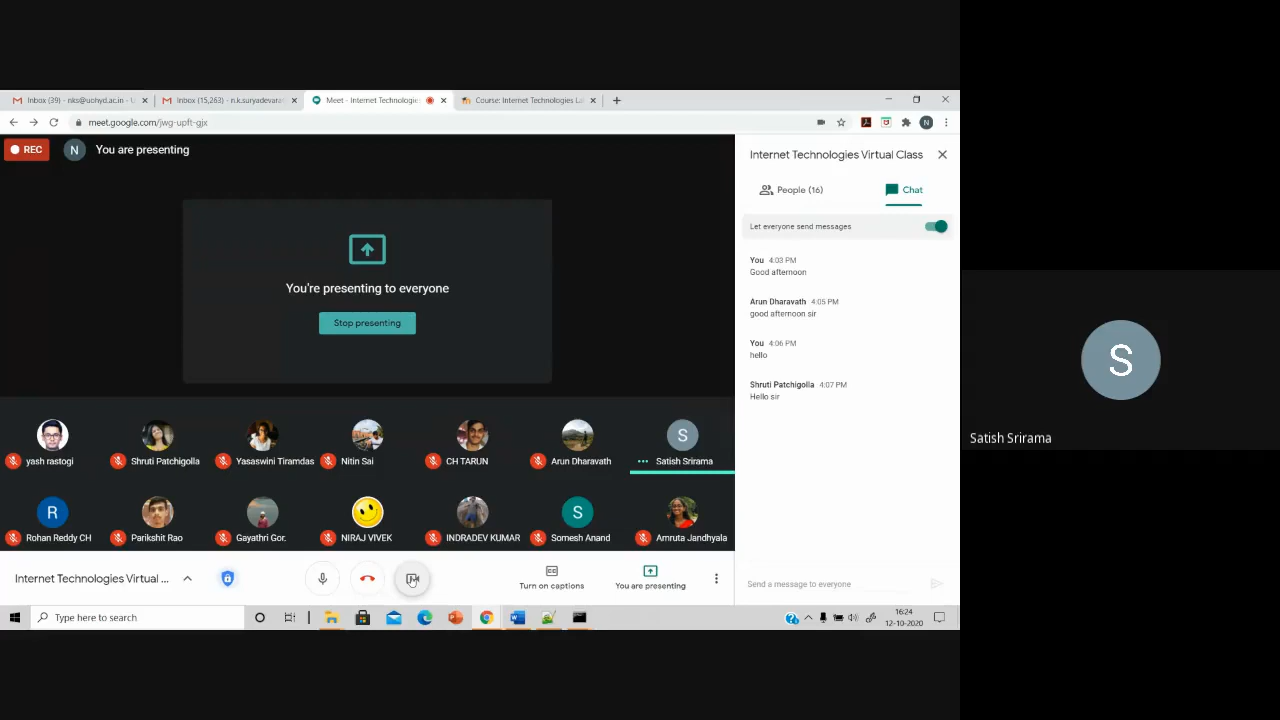 Inbox (39) - nks@uohyd.ac.in - U
Inbox (15,263) - n.k.suryadevara
Meet - Internet Technologies
Course: Internet Technologies La
meet.google.com/jwg-upft-gjx
N
REC
N
You are presenting
You're presenting to everyone
Stop presenting
Internet Technologies Virtual Class
People (16)
Chat
Let everyone send messages
You 4:03 PM
Good afternoon
Arun Dharavath 4:05 PM
good afternoon sir
You 4:06 PM
hello
Shruti Patchigolla 4:07 PM
Hello sir
Send a message to everyone
S
yash rastogi
Shruti Patchigolla
Yasaswini Tiramdas
Nitin Sai
CH TARUN
Arun Dharavath
Satish Srirama
R
S
Rohan Reddy CH
Parikshit Rao
Gayathri Gor.
NIRAJ VIVEK
INDRADEV KUMAR
Somesh Anand
Amruta Jandhyala
Internet Technologies Virtual ...
Turn on captions
You are presenting
Type here to search
16:24
12-10-2020
S
Satish Srirama